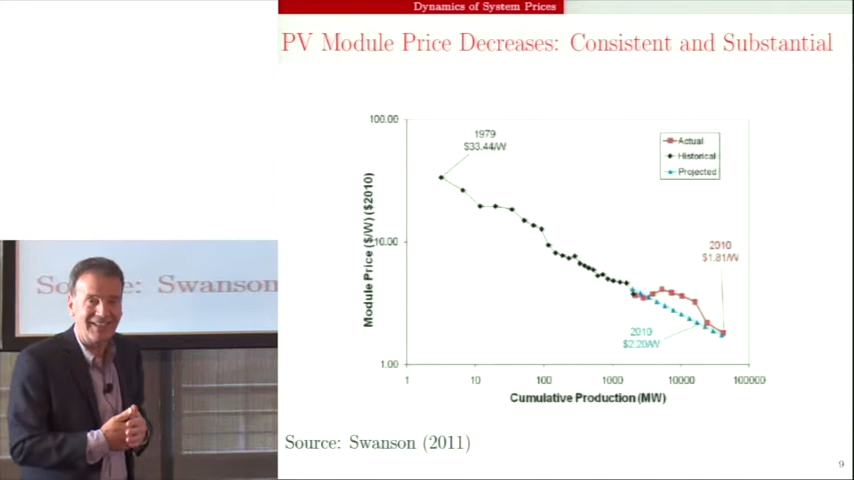 Dynamics of System Prices
PV Module Price Decreases: Consistent and Substantial
100.00
10.00
1.00
Module Price ($/W) ($2010)
1979
$33.44/W
Actual
Historical
Projected
2010
$1.81/W
2010
$2.20/W
1
10
100
1000
10000
100000
Cumulative Production (MW)
Source: Swanson (2011)
9
So e: Swanson